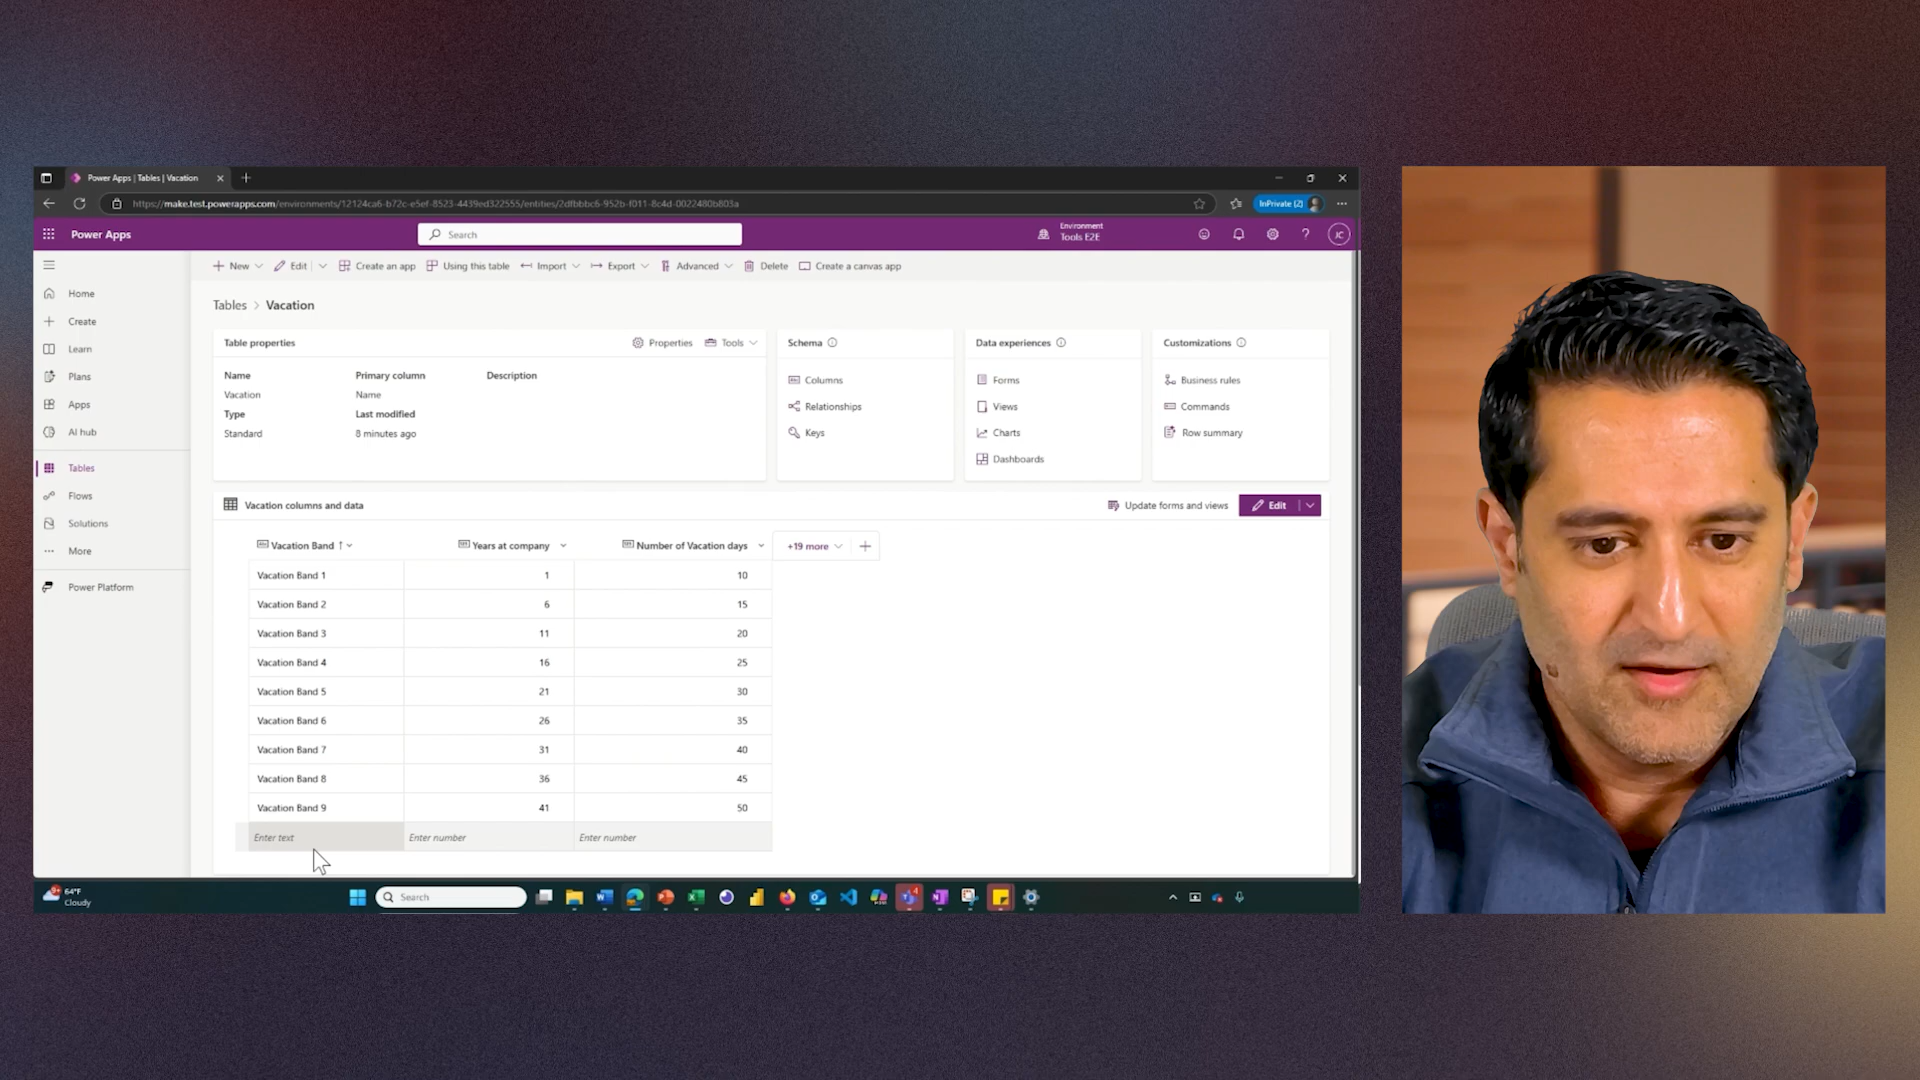 Power Apps | Tables | Vacation
https://make.test.powerapps.com/environments/12124ca6-b72c-e5ef-8523-4439ed322555/entities/2dfbbbc6-952b-f011-8c4d-0022480b803a
InPrivate (2)
Power Apps
Search
Environment
Tools E2E
JC
New
Edit
Create an app
Using this table
Import
Export
Advanced
Delete
Create a canvas app
Home
Create
Learn
Plans
Apps
AI hub
Tables
Flows
Solutions
More
Power Platform
Tables > Vacation
Table properties
Properties
Tools
Name
Primary column
Description
Vacation
Name
Type
Last modified
Standard
8 minutes ago
Schema
Columns
Relationships
Keys
Data experiences
Forms
Views
Charts
Dashboards
Customizations
Business rules
Commands
Row summary
Vacation columns and data
Update forms and views
Edit
Vacation Band ↑ Years at company Number of Vacation days +19 more
Vacation Band 1 1 10
Vacation Band 2 6 15
Vacation Band 3 11 20
Vacation Band 4 16 25
Vacation Band 5 21 30
Vacation Band 6 26 35
Vacation Band 7 31 40
Vacation Band 8 36 45
Vacation Band 9 41 50
Enter text Enter number Enter number
64°F
Cloudy
Search